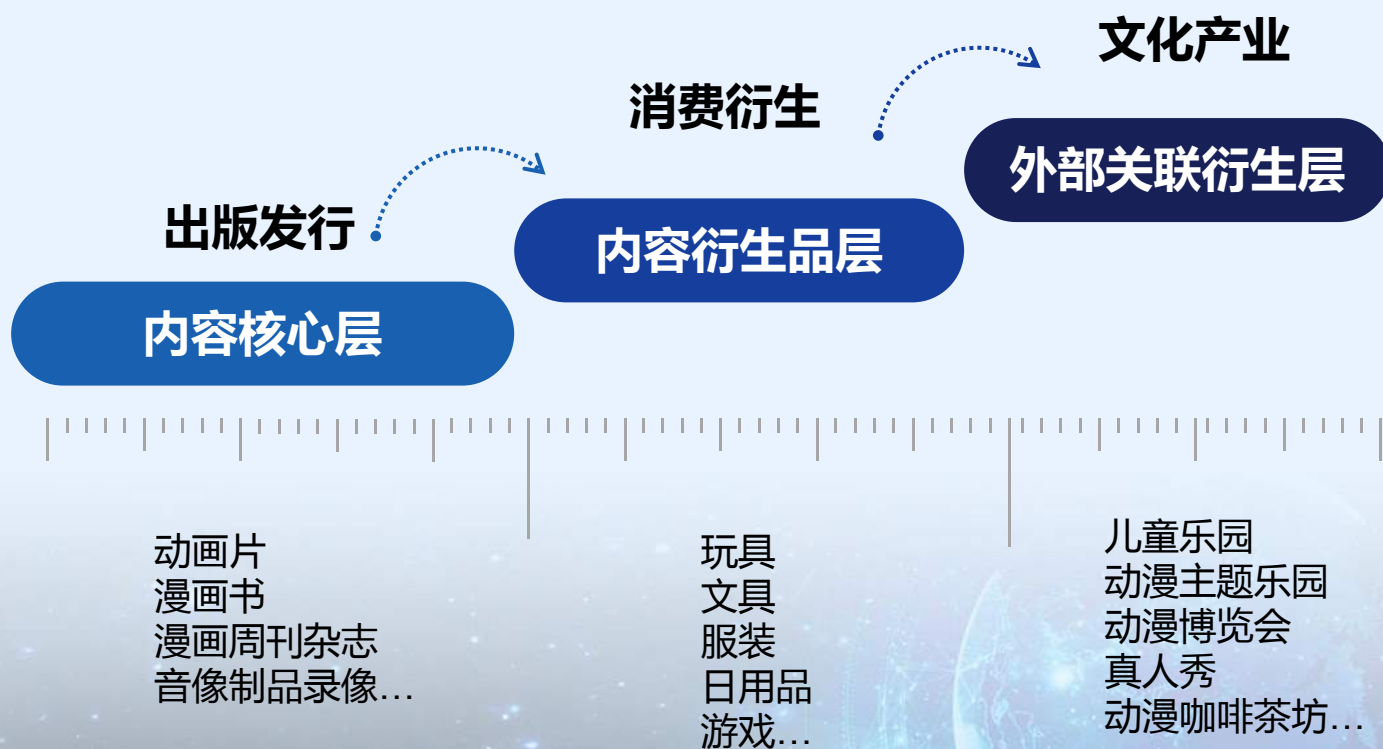 文化产业
消费衍生
外部关联衍生层
出版发行
内容衍生品层
内容核心层
动画片
漫画书
漫画周刊杂志
音像制品录像…
玩具
文具
服装
日用品
游戏…
儿童乐园
动漫主题乐园
动漫博览会
真人秀
动漫咖啡茶坊…